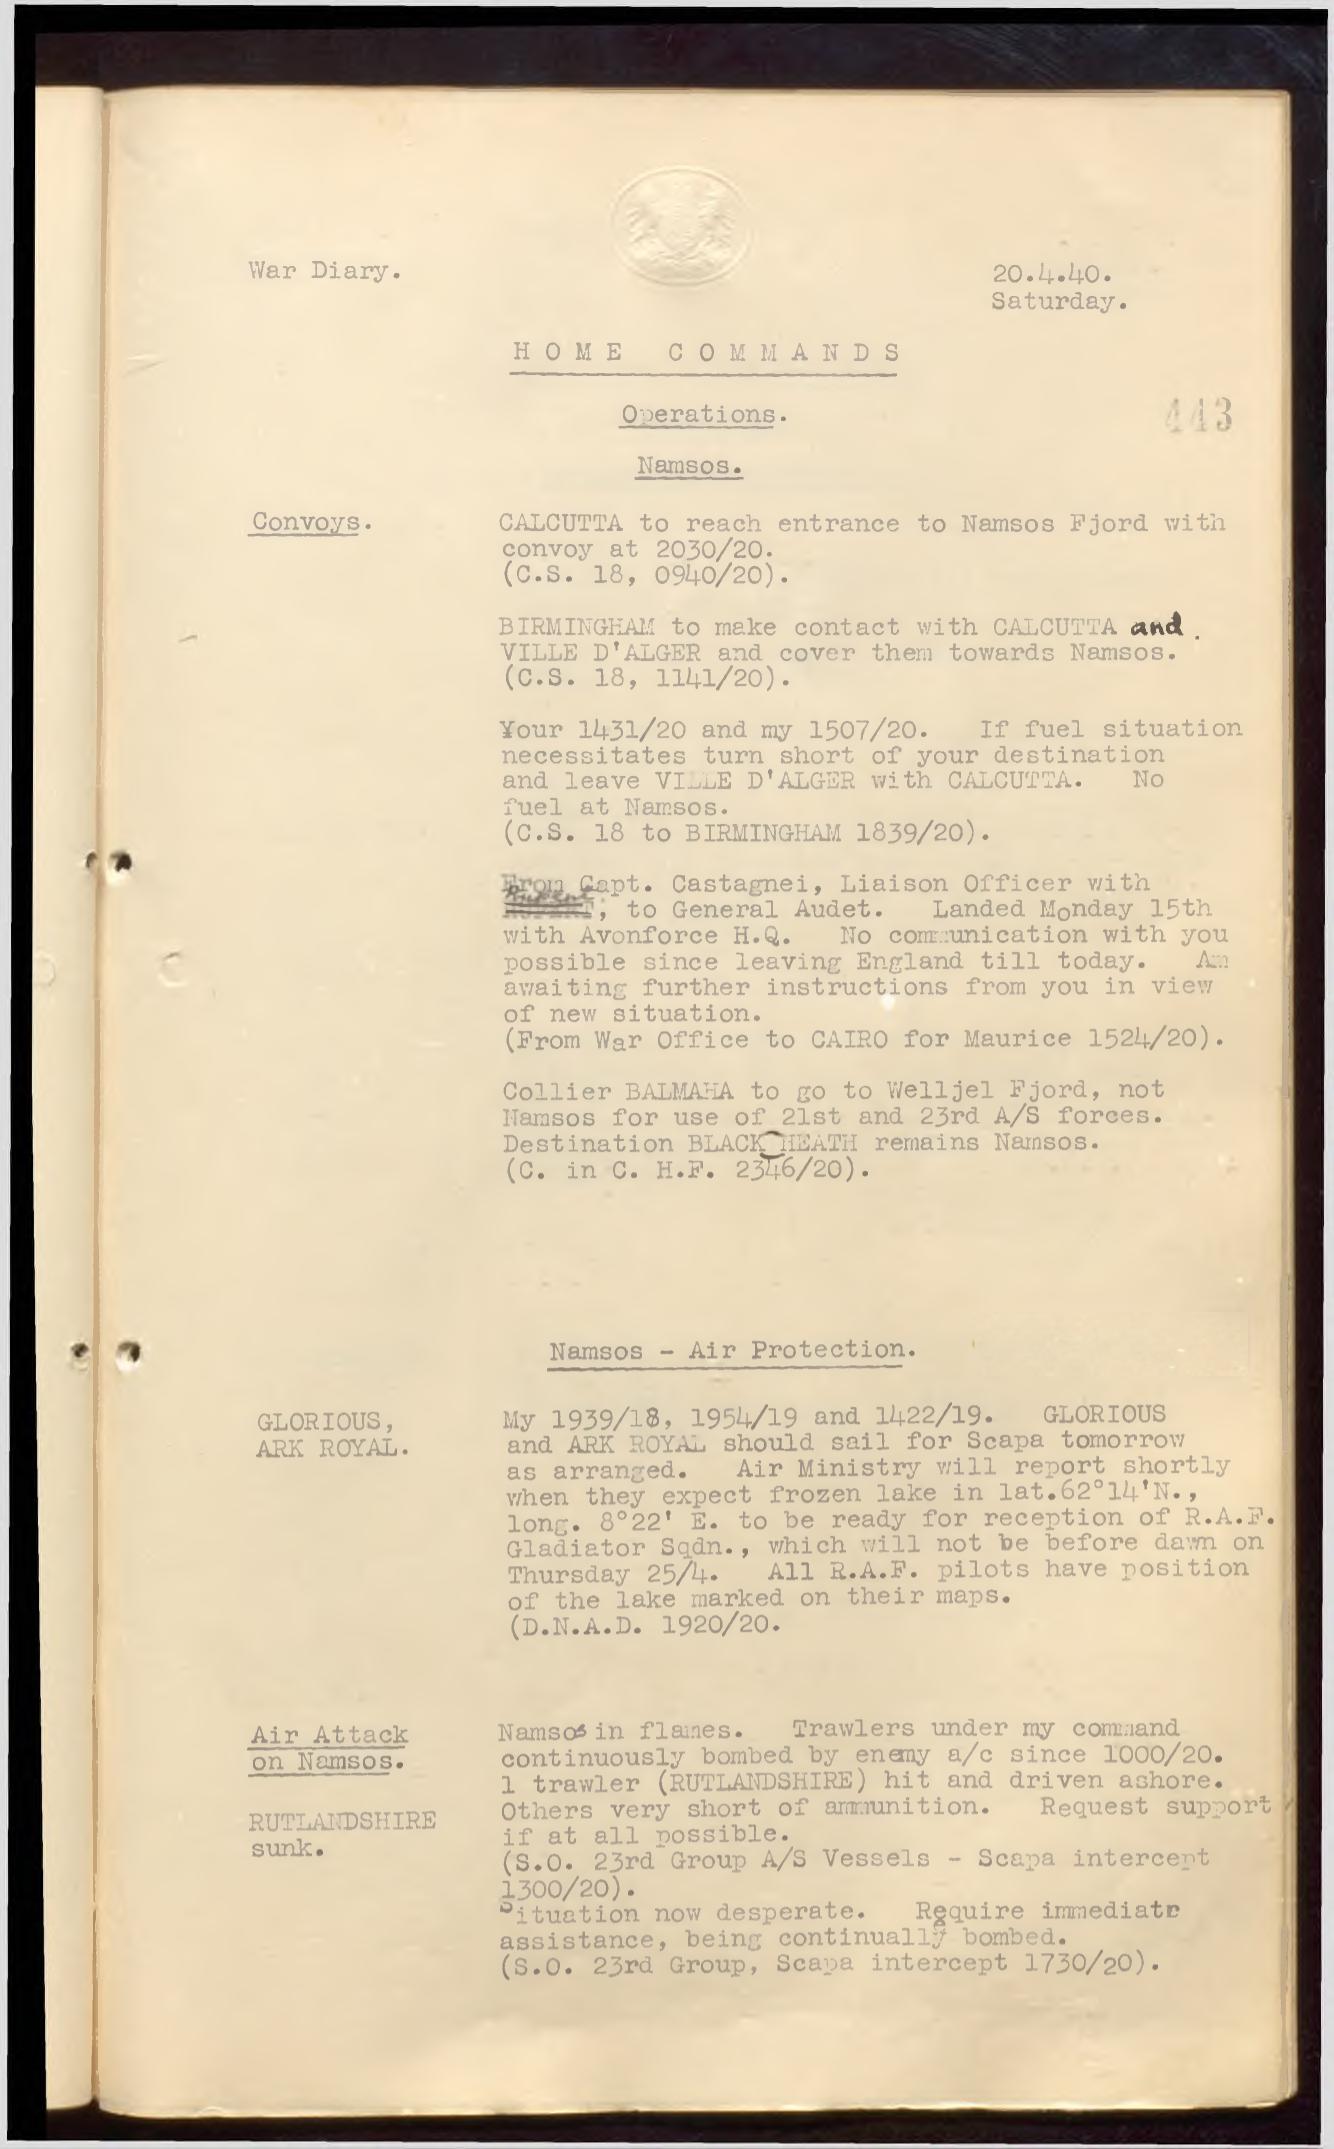 War Diary.
20.4.40.
Saturday.
HOME COMMANDS
Operations.
443
Namsos.
Convoys.
CALCUTTA to reach entrance to Namsos Fjord with
convoy at 2030/20.
(C.S. 18, 0940/20).
BIRMINGHAM to make contact with CALCUTTA and
VILLE D'ALGER and cover them towards Namsos.
(C.S. 18, 1141/20).
Your 1431/20 and my 1507/20. If fuel situation
necessitates turn short of your destination
and leave VILLE D'ALGER with CALCUTTA. No
fuel at Namsos.
(C.S. 18 to BIRMINGHAM 1839/20).
From Capt. Castagnei, Liaison Officer with
Rupert, to General Audet. Landed Monday 15th
with Avonforce H.Q. No communication with you
possible since leaving England till today. Am
awaiting further instructions from you in view
of new situation.
(From War Office to CAIRO for Maurice 1524/20).
Collier BALMAHA to go to Welljel Fjord, not
Namsos for use of 21st and 23rd A/S forces.
Destination BLACK HEATH remains Namsos.
(C. in C. H.F. 2346/20).
Namsos - Air Protection.
GLORIOUS,
ARK ROYAL.
My 1939/18, 1954/19 and 1422/19. GLORIOUS
and ARK ROYAL should sail for Scapa tomorrow
as arranged. Air Ministry will report shortly
when they expect frozen lake in lat.62°14'N.,
long. 8°22' E. to be ready for reception of R.A.F.
Gladiator Sqdn., which will not be before dawn on
Thursday 25/4. All R.A.F. pilots have position
of the lake marked on their maps.
(D.N.A.D. 1920/20.
Air Attack
on Namsos.
RUTLANDSHIRE
sunk.
Namsos in flames. Trawlers under my command
continuously bombed by enemy a/c since 1000/20.
1 trawler (RUTLANDSHIRE) hit and driven ashore.
Others very short of ammunition. Request support
if at all possible.
(S.O. 23rd Group A/S Vessels - Scapa intercept
1300/20).
Situation now desperate. Require immediate
assistance, being continually bombed.
(S.O. 23rd Group, Scapa intercept 1730/20).